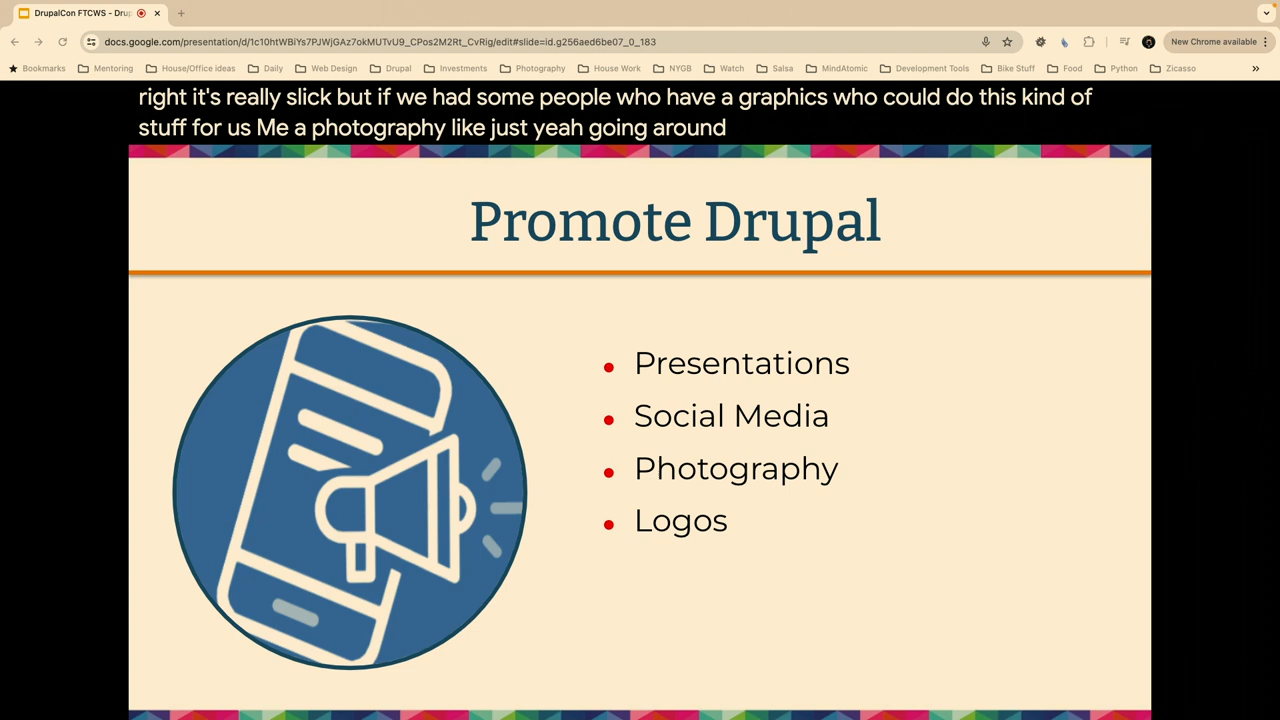 DrupalCon FTCWS - Drup
docs.google.com/presentation/d/1c10htWBiYs7PJWjGAz7okMUTvU9_CPos2M2Rt_CvRig/edit#slide=id.g256aed6be07_0_183
New Chrome available
Bookmarks Mentoring House/Office ideas Daily Web Design Drupal Investments Photography House Work NYGB Watch Salsa MindAtomic Development Tools Bike Stuff Food Python Zicasso
right it's really slick but if we had some people who have a graphics who could do this kind of
stuff for us Me a photography like just yeah going around
Promote Drupal
Presentations
Social Media
Photography
Logos